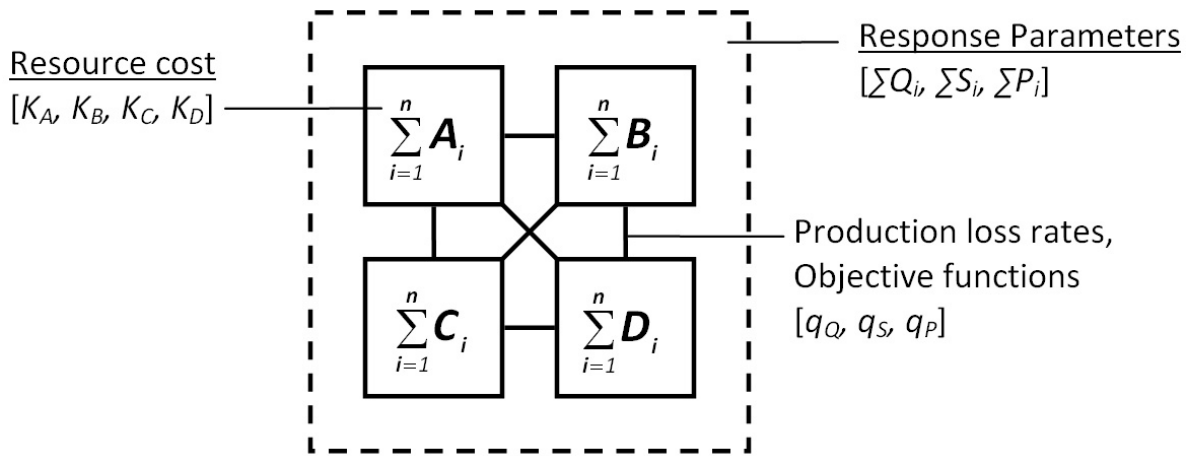 Resource cost
[K_A, K_B, K_C, K_D]
Response Parameters
[∑Q_i, ∑S_i, ∑P_i]
n
∑ A_i
i=1
n
∑ B_i
i=1
n
∑ C_i
i=1
n
∑ D_i
i=1
Production loss rates,
Objective functions
[q_Q, q_S, q_P]